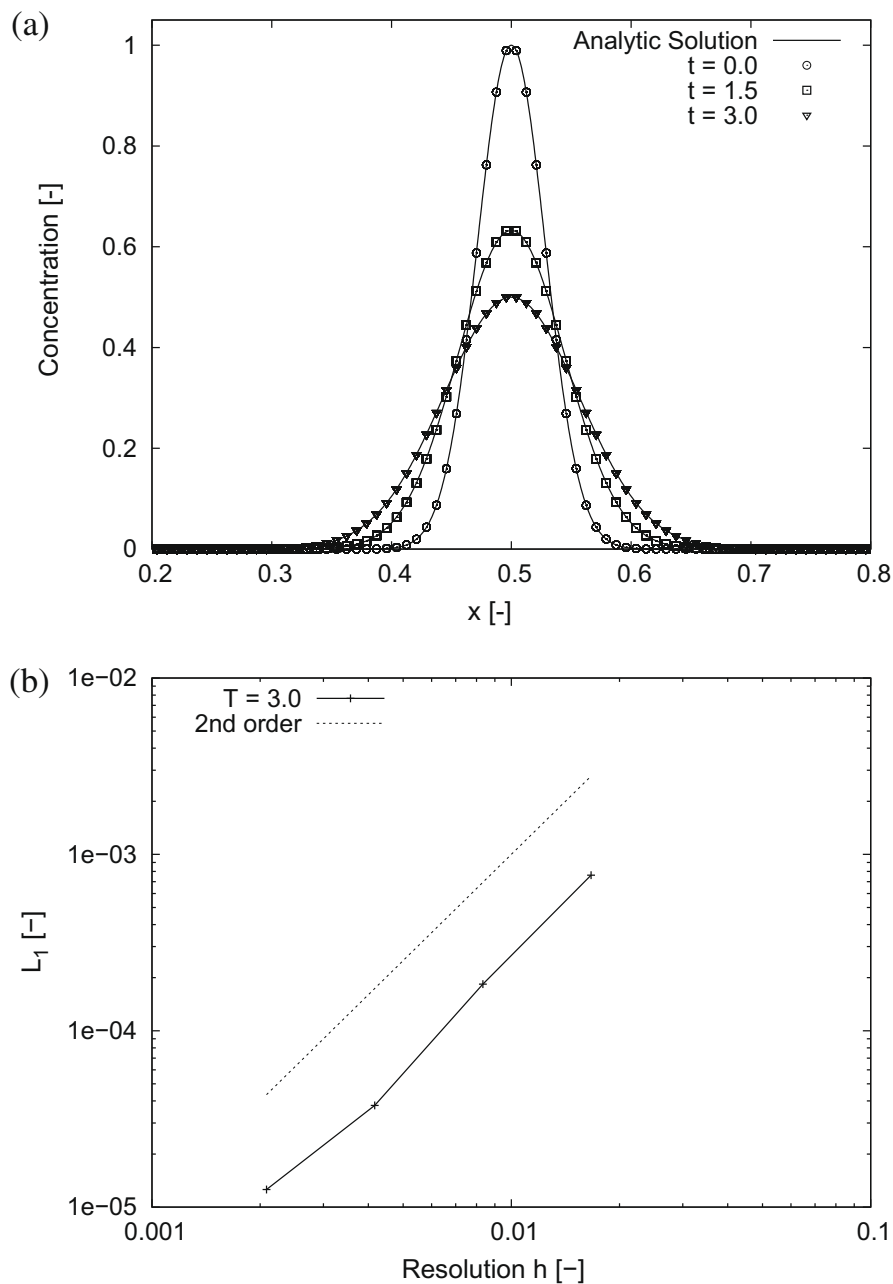 (a)
Analytic Solution
t = 0.0
t = 1.5
t = 3.0
1
0.8
0.6
0.4
0.2
0
Concentration [-]
0.2 0.3 0.4 0.5 0.6 0.7 0.8
x [-]
(b)
T = 3.0
2nd order
1e−02
1e−03
1e−04
1e−05
L1 [−]
0.001 0.01 0.1
Resolution h [−]